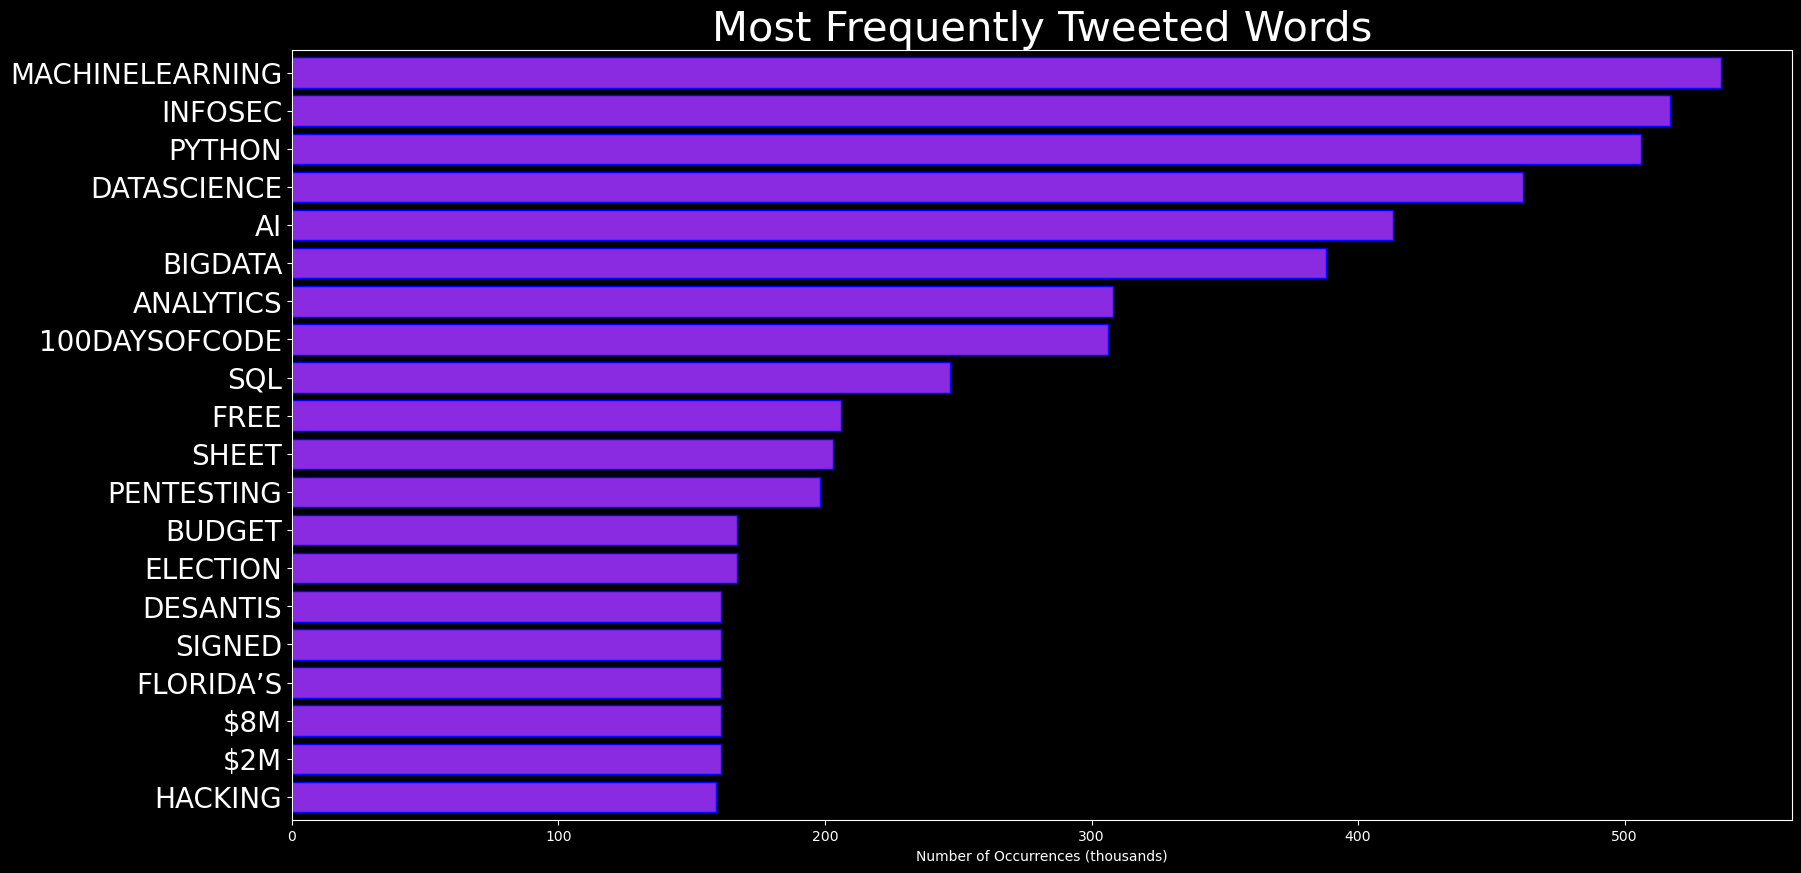 Most Frequently Tweeted Words
MACHINELEARNING
INFOSEC
PYTHON
DATASCIENCE
AI
BIGDATA
ANALYTICS
100DAYSOFCODE
SQL
FREE
SHEET
PENTESTING
BUDGET
ELECTION
DESANTIS
SIGNED
FLORIDA’S
$8M
$2M
HACKING
0 100 200 300 400 500
Number of Occurrences (thousands)